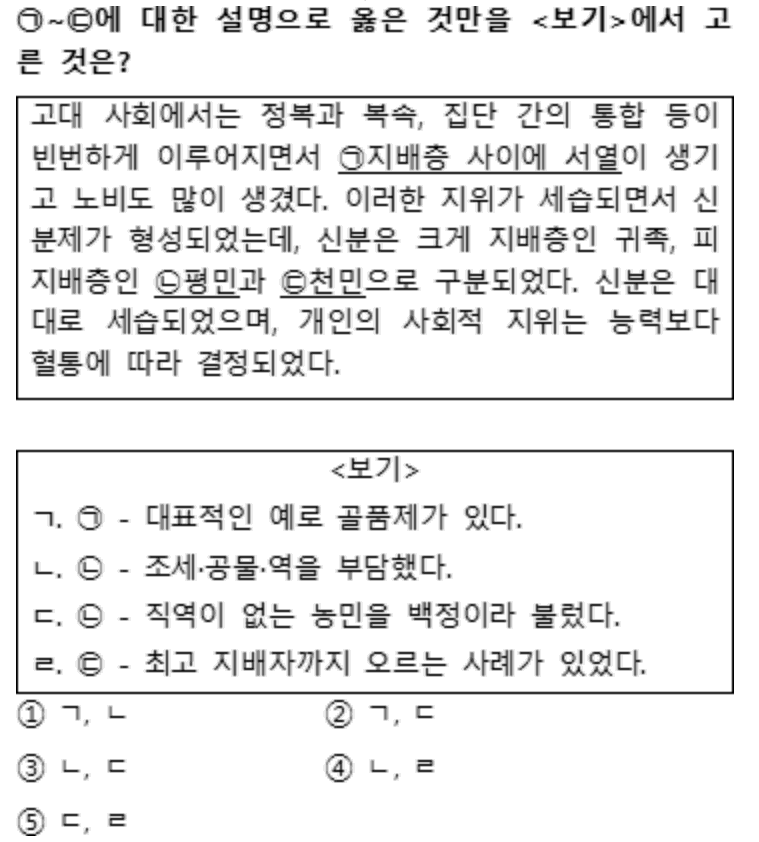 ㉠~㉢에 대한 설명으로 옳은 것만을 <보기>에서 고
른 것은?
고대 사회에서는 정복과 복속, 집단 간의 통합 등이
빈번하게 이루어지면서 ㉠지배층 사이에 서열이 생기
고 노비도 많이 생겼다. 이러한 지위가 세습되면서 신
분제가 형성되었는데, 신분은 크게 지배층인 귀족, 피
지배층인 ㉡평민과 ㉢천민으로 구분되었다. 신분은 대
대로 세습되었으며, 개인의 사회적 지위는 능력보다
혈통에 따라 결정되었다.
<보기>
ㄱ. ㉠ - 대표적인 예로 골품제가 있다.
ㄴ. ㉡ - 조세·공물·역을 부담했다.
ㄷ. ㉡ - 직역이 없는 농민을 백정이라 불렀다.
ㄹ. ㉢ - 최고 지배자까지 오르는 사례가 있었다.
① ㄱ, ㄴ ② ㄱ, ㄷ
③ ㄴ, ㄷ ④ ㄴ, ㄹ
⑤ ㄷ, ㄹ